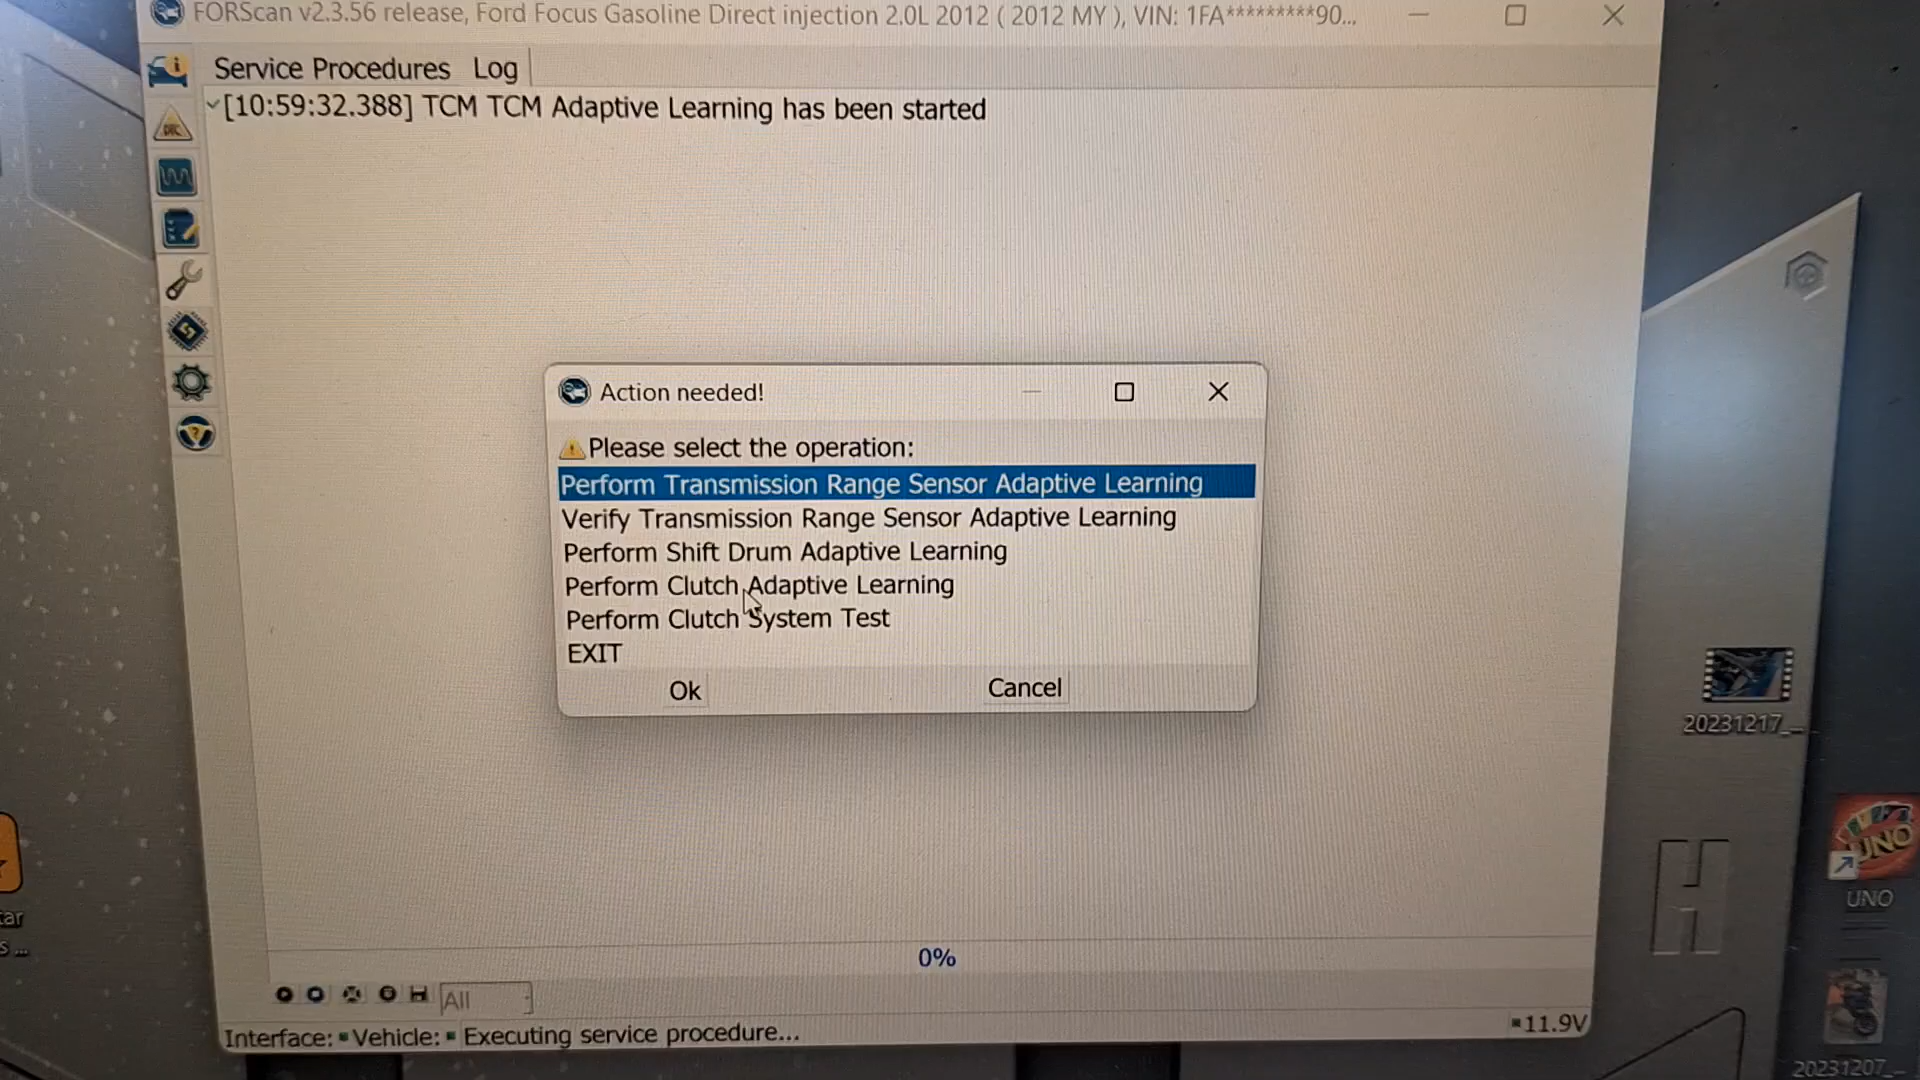 FORScan v2.3.56 release, Ford Focus Gasoline Direct injection 2.0L 2012 ( 2012 MY ), VIN: 1FA*********90...
Service Procedures Log
[10:59:32.388] TCM TCM Adaptive Learning has been started
DTC
Action needed!
Please select the operation:
Perform Transmission Range Sensor Adaptive Learning
Verify Transmission Range Sensor Adaptive Learning
Perform Shift Drum Adaptive Learning
Perform Clutch Adaptive Learning
Perform Clutch System Test
EXIT
Ok Cancel
20231217_...
UNO
UNO
0%
All
Interface: Vehicle: Executing service procedure... 11.9V
20231207_...